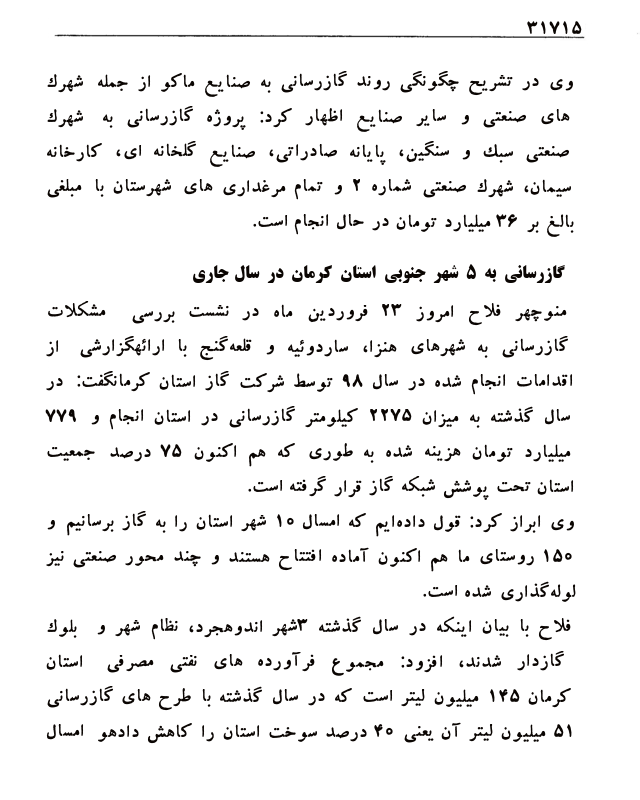 ۳۱۷۱۵
وی در تشریح چگونگی روند گازرسانی به صنایع ماکو از جمله شهرك
های صنعتی و سایر صنایع اظهار کرد: پروژه گازرسانی به شهرك
صنعتی سبك و سنگین، پایانه صادراتی، صنایع گلخانه ای، کارخانه
سیمان، شهرك صنعتی شماره ۲ و تمام مرغداری های شهرستان با مبلغی
بالغ بر ۳۶ میلیارد تومان در حال انجام است.
گازرسانی به ۵ شهر جنوبی استان کرمان در سال جاری
منوچهر فلاح امروز ۲۳ فروردین ماه در نشست بررسی مشکلات
گازرسانی به شهرهای هنزا، ساردوئیه و قلعه‌گنج با ارائهگزارشی از
اقدامات انجام شده در سال ۹۸ توسط شرکت گاز استان کرمانگفت: در
سال گذشته به میزان ۲۲۷۵ کیلومتر گازرسانی در استان انجام و ۷۷۹
میلیارد تومان هزینه شده به طوری که هم اکنون ۷۵ درصد جمعیت
استان تحت پوشش شبکه گاز قرار گرفته است.
وی ابراز کرد: قول داده‌ایم که امسال ۱۰ شهر استان را به گاز برسانیم و
۱۵۰ روستای ما هم اکنون آماده افتتاح هستند و چند محور صنعتی نیز
لوله‌گذاری شده است.
فلاح با بیان اینکه در سال گذشته ۳شهر اندوهجرد، نظام شهر و بلوك
گازدار شدند، افزود: مجموع فرآورده های نفتی مصرفی استان
کرمان ۱۴۵ میلیون لیتر است که در سال گذشته با طرح های گازرسانی
۵۱ میلیون لیتر آن یعنی ۴۰ درصد سوخت استان را کاهش دادهو امسال